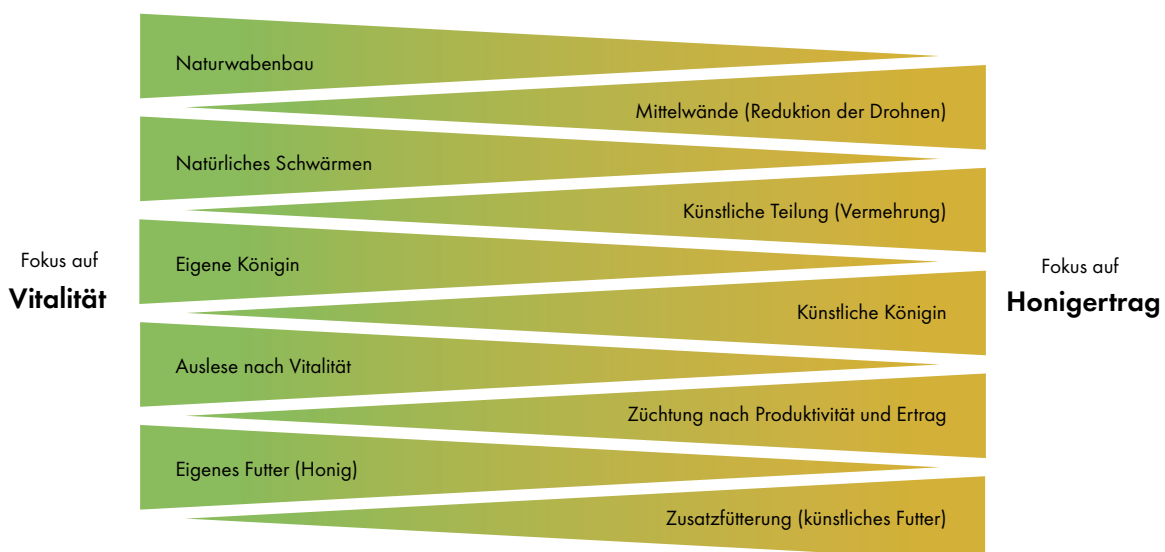 Naturwabenbau
Mittelwände (Reduktion der Drohnen)
Natürliches Schwärmen
Künstliche Teilung (Vermehrung)
Fokus auf
Vitalität
Eigene Königin
Fokus auf
Honigertrag
Künstliche Königin
Auslese nach Vitalität
Züchtung nach Produktivität und Ertrag
Eigenes Futter (Honig)
Zusatzfütterung (künstliches Futter)